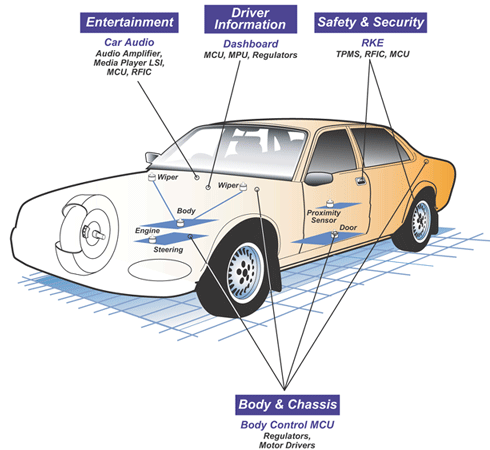 Entertainment
Car Audio
Audio Amplifier,
Media Player LSI,
MCU, RFIC
Driver
Information
Dashboard
MCU, MPU, Regulators
Safety & Security
RKE
TPMS, RFIC, MCU
Wiper
Wiper
Body
Engine
Steering
Proximity
Sensor
Door
Body & Chassis
Body Control MCU
Regulators,
Motor Drivers